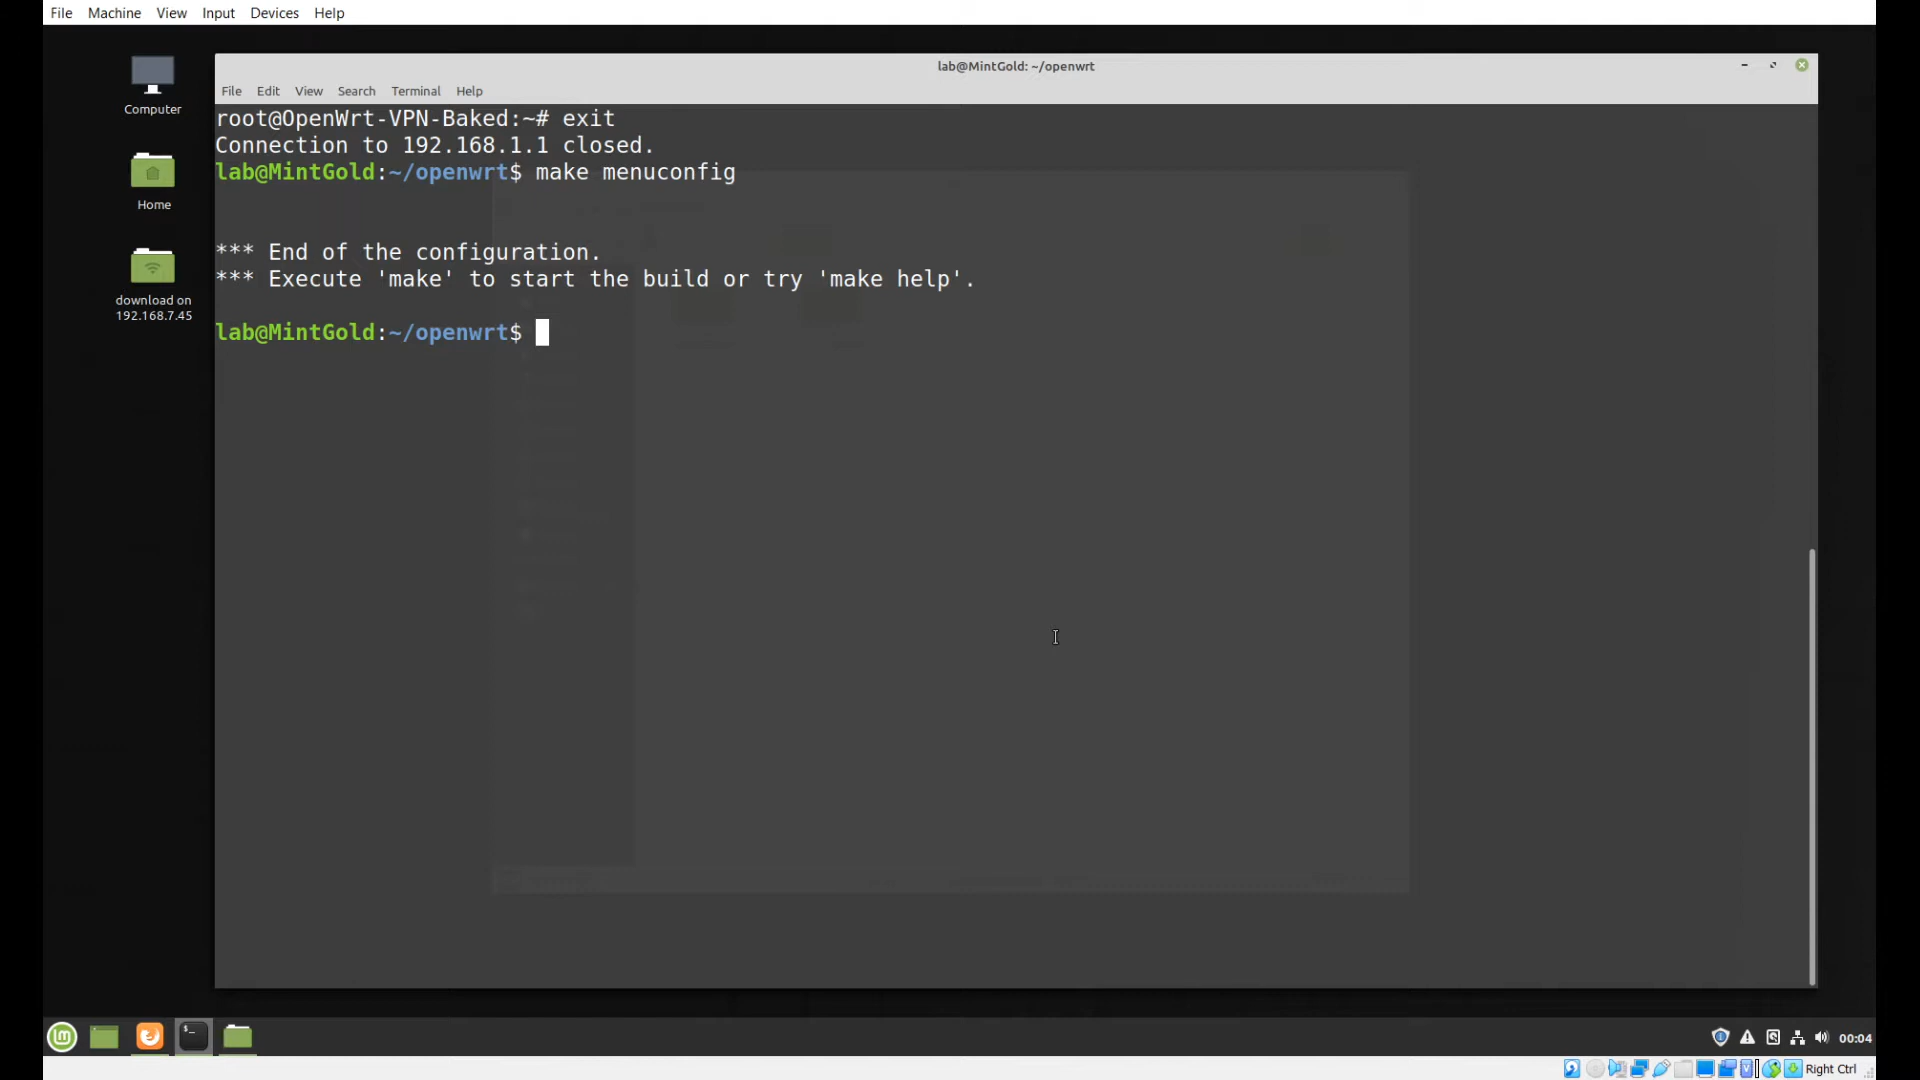 File Machine View Input Devices Help
lab@MintGold: ~/openwrt
File Edit View Search Terminal Help
root@OpenWrt-VPN-Baked:~# exit
Connection to 192.168.1.1 closed.
lab@MintGold:~/openwrt$ make menuconfig
*** End of the configuration.
*** Execute 'make' to start the build or try 'make help'.
lab@MintGold:~/openwrt$
Computer
Home
download on
192.168.7.45
00:04
Right Ctrl